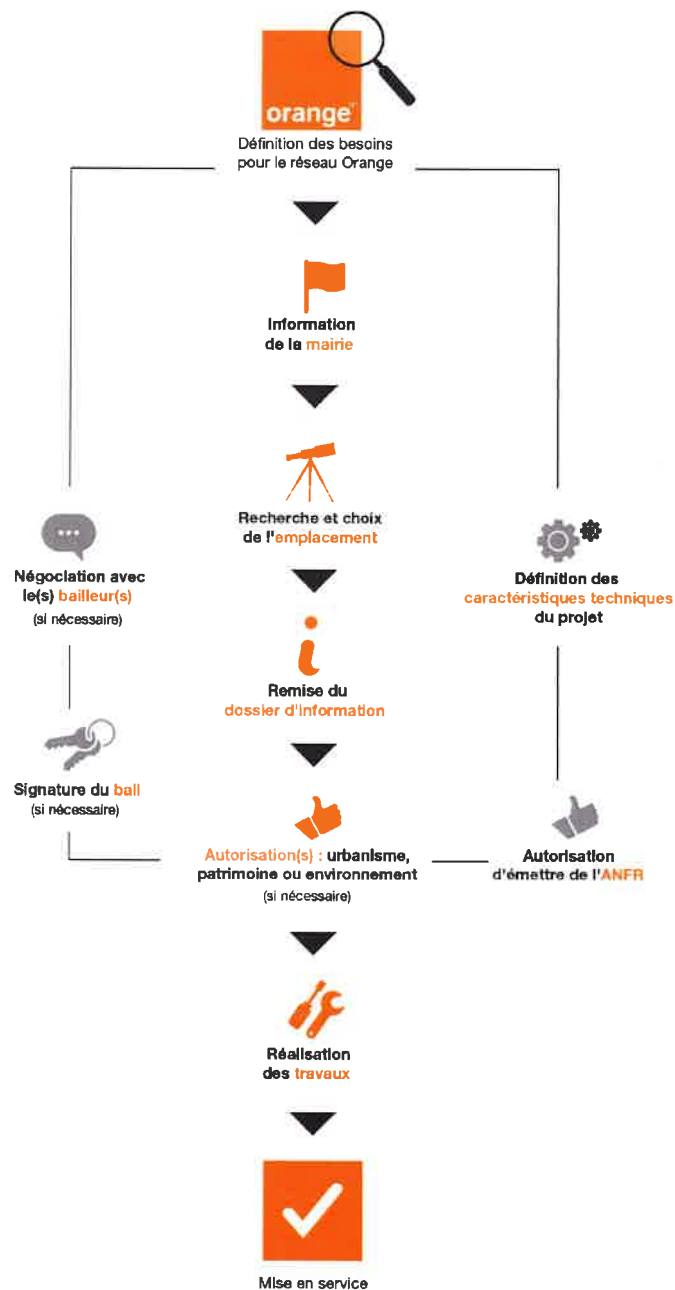 orange
Définition des besoins
pour le réseau Orange
Information
de la mairie
Recherche et choix
de l'emplacement
Négociation avec
le(s) bailleur(s)
(si nécessaire)
Définition des
caractéristiques techniques
du projet
Remise du
dossier d'information
Signature du bail
(si nécessaire)
Autorisation(s) : urbanisme,
patrimoine ou environnement
(si nécessaire)
Autorisation
d'émettre de l'ANFR
Réalisation
des travaux
Mise en service